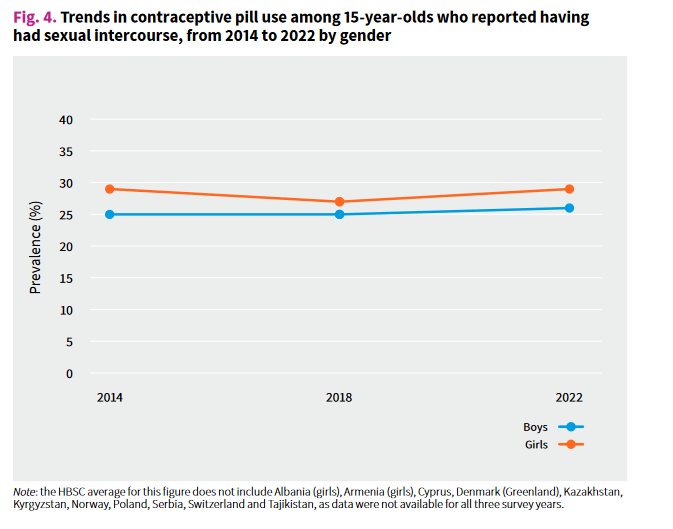 Fig. 4. Trends in contraceptive pill use among 15-year-olds who reported having
had sexual intercourse, from 2014 to 2022 by gender
40
35
30
25
20
15
10
5
0
Prevalence (%)
2014 2018 2022
Boys
Girls
Note: the HBSC average for this figure does not include Albania (girls), Armenia (girls), Cyprus, Denmark (Greenland), Kazakhstan,
Kyrgyzstan, Norway, Poland, Serbia, Switzerland and Tajikistan, as data were not available for all three survey years.